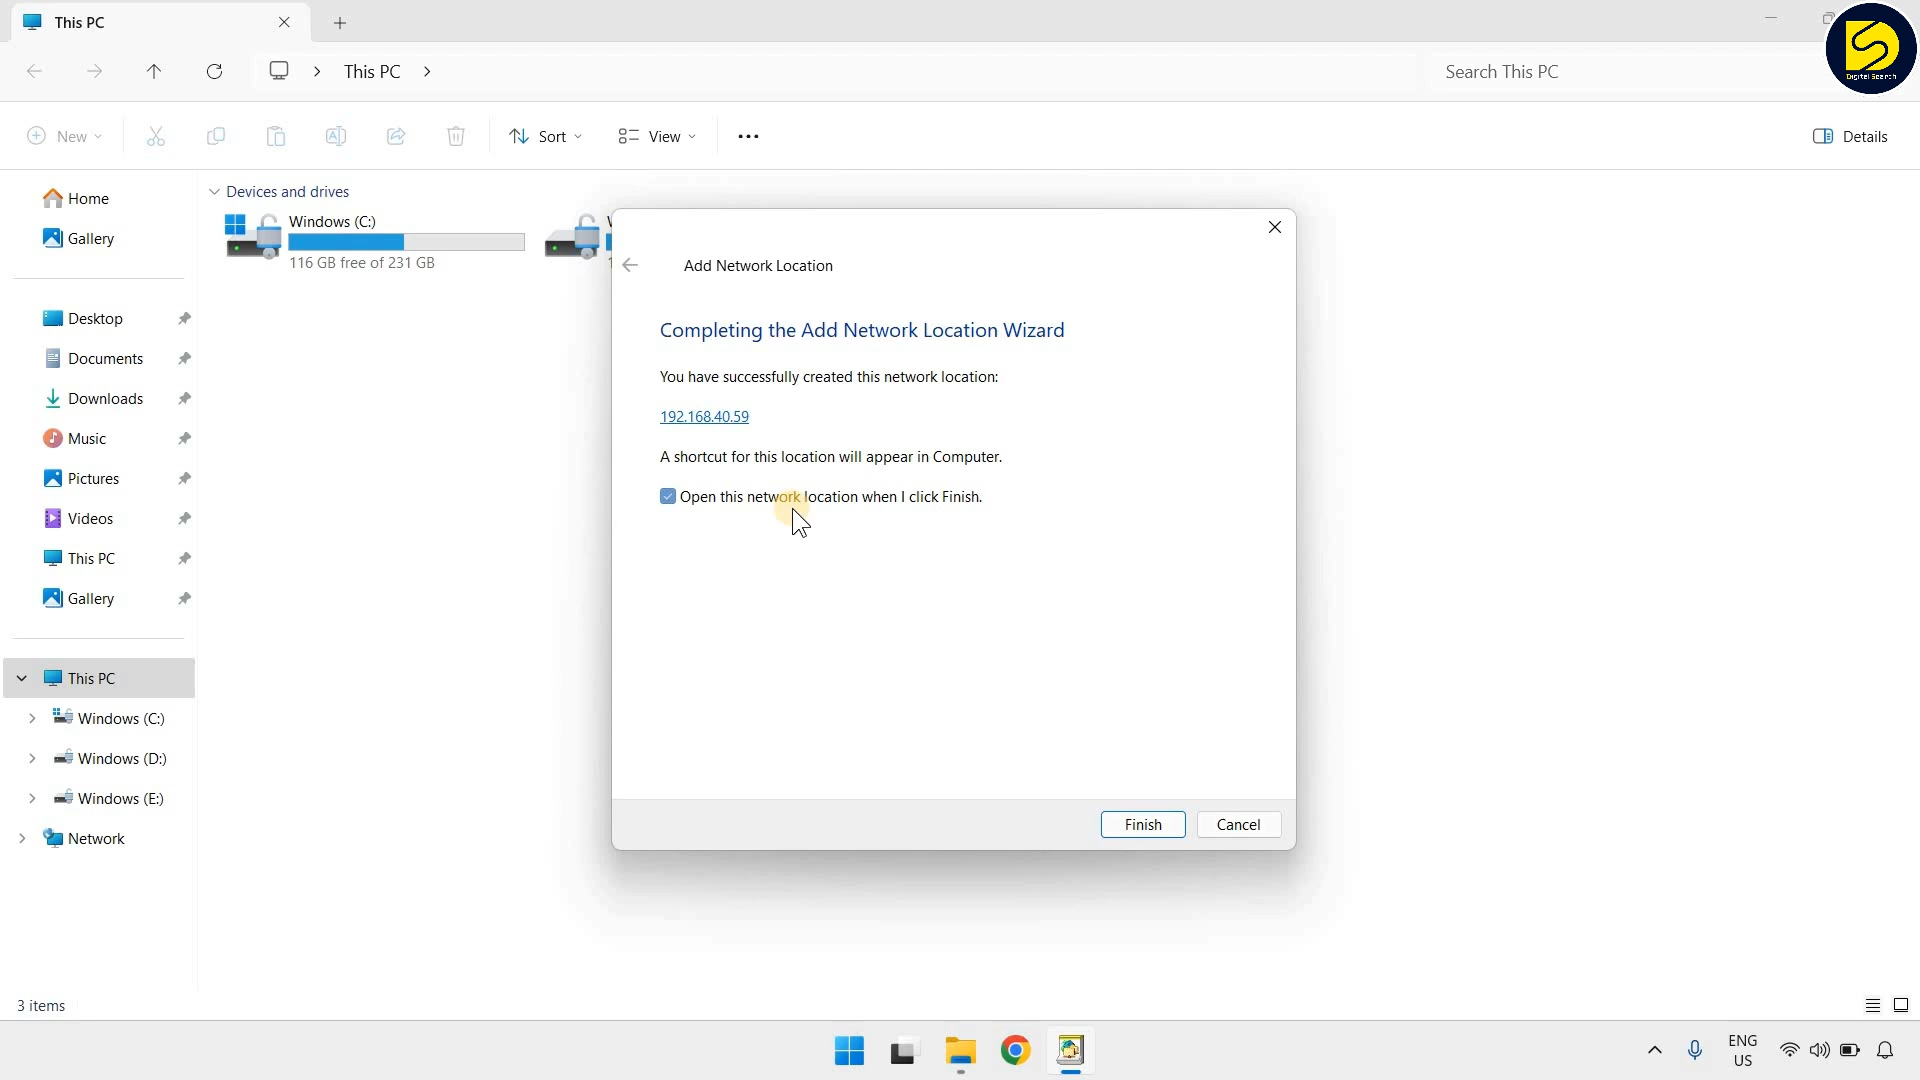 This PC
This PC
Search This PC
Digital Search
New
Sort
View
Details
Home
Gallery
Desktop
Documents
Downloads
Music
Pictures
Videos
This PC
Gallery
This PC
Windows (C:)
Windows (D:)
Windows (E:)
Network
Devices and drives
Windows (C:)
116 GB free of 231 GB
Add Network Location
Completing the Add Network Location Wizard
You have successfully created this network location:
192.168.40.59
A shortcut for this location will appear in Computer.
Open this network location when I click Finish.
Finish
Cancel
3 items
ENG
US